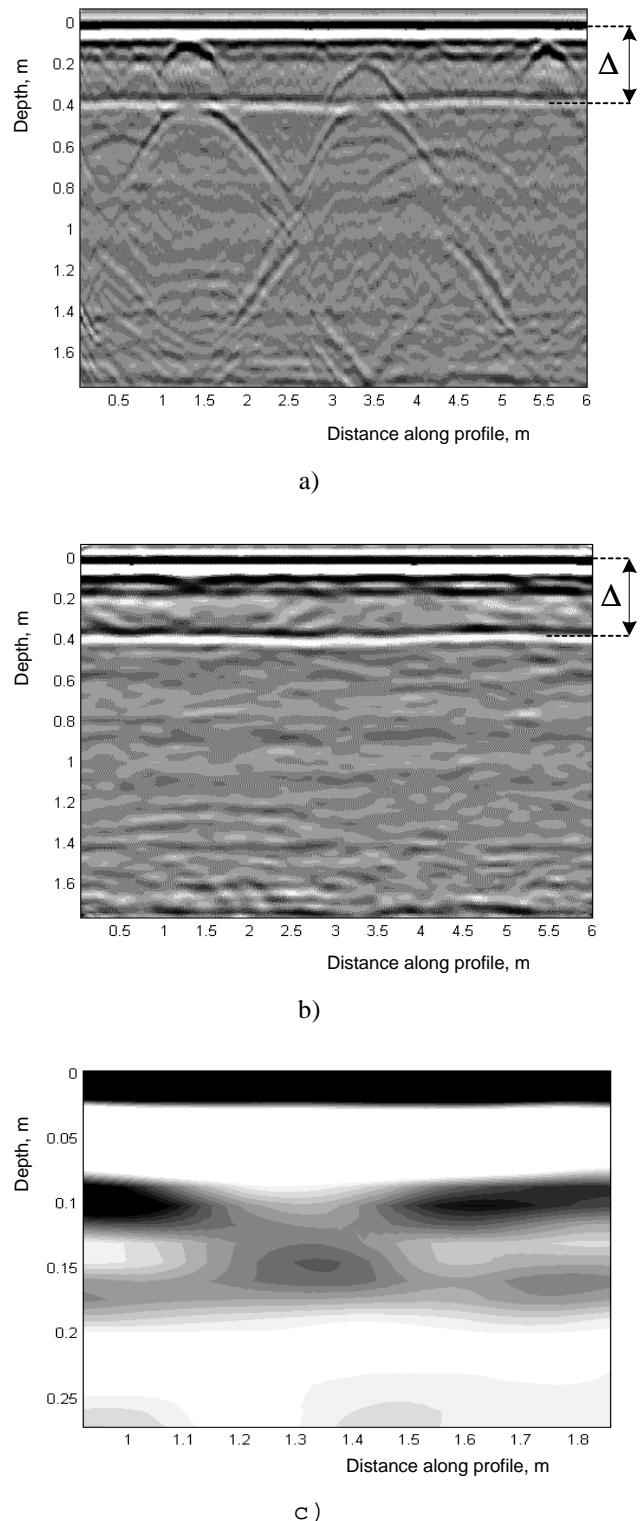 0
0.2
0.4
0.6
0.8
1
1.2
1.4
1.6
Depth, m
Δ
0.5 1 1.5 2 2.5 3 3.5 4 4.5 5 5.5 6
Distance along profile, m
a)
0
0.2
0.4
0.6
0.8
1
1.2
1.4
1.6
Depth, m
Δ
0.5 1 1.5 2 2.5 3 3.5 4 4.5 5 5.5 6
Distance along profile, m
b)
0
0.05
0.1
0.15
0.2
0.25
Depth, m
1 1.1 1.2 1.3 1.4 1.5 1.6 1.7 1.8
Distance along profile, m
c)